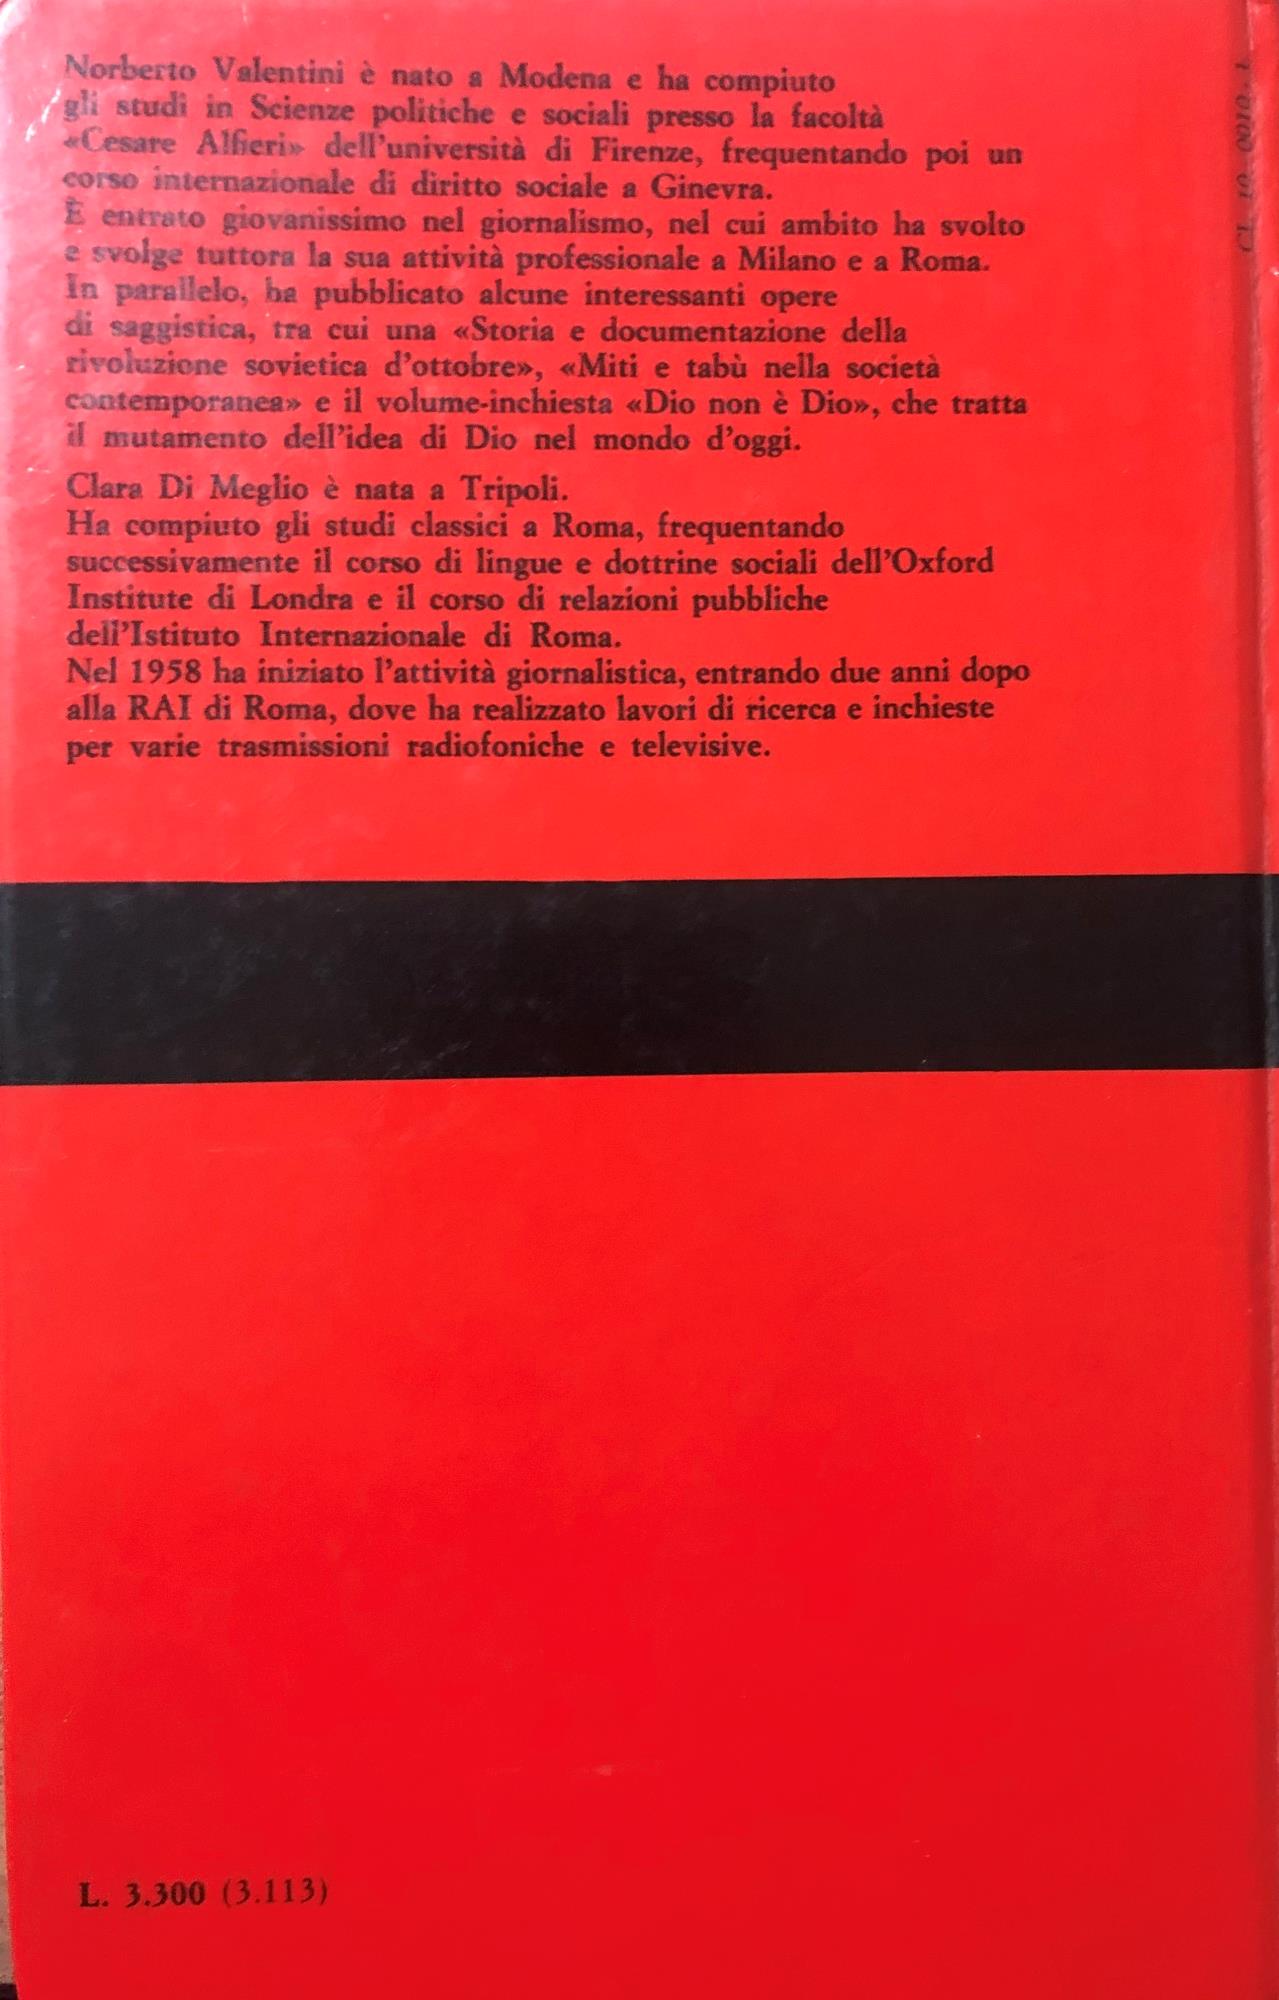 Norberto Valentini è nato a Modena e ha compiuto
gli studi in Scienze politiche e sociali presso la facoltà
«Cesare Alfieri» dell'università di Firenze, frequentando poi un
corso internazionale di diritto sociale a Ginevra.
È entrato giovanissimo nel giornalismo, nel cui ambito ha svolto
e svolge tuttora la sua attività professionale a Milano e a Roma.
In parallelo, ha pubblicato alcune interessanti opere
di saggistica, tra cui una «Storia e documentazione della
rivoluzione sovietica d'ottobre», «Miti e tabù nella società
contemporanea» e il volume-inchiesta «Dio non è Dio», che tratta
il mutamento dell'idea di Dio nel mondo d'oggi.
Clara Di Meglio è nata a Tripoli.
Ha compiuto gli studi classici a Roma, frequentando
successivamente il corso di lingue e dottrine sociali dell'Oxford
Institute di Londra e il corso di relazioni pubbliche
dell'Istituto Internazionale di Roma.
Nel 1958 ha iniziato l'attività giornalistica, entrando due anni dopo
alla RAI di Roma, dove ha realizzato lavori di ricerca e inchieste
per varie trasmissioni radiofoniche e televisive.
L. 3.300 (3.113)